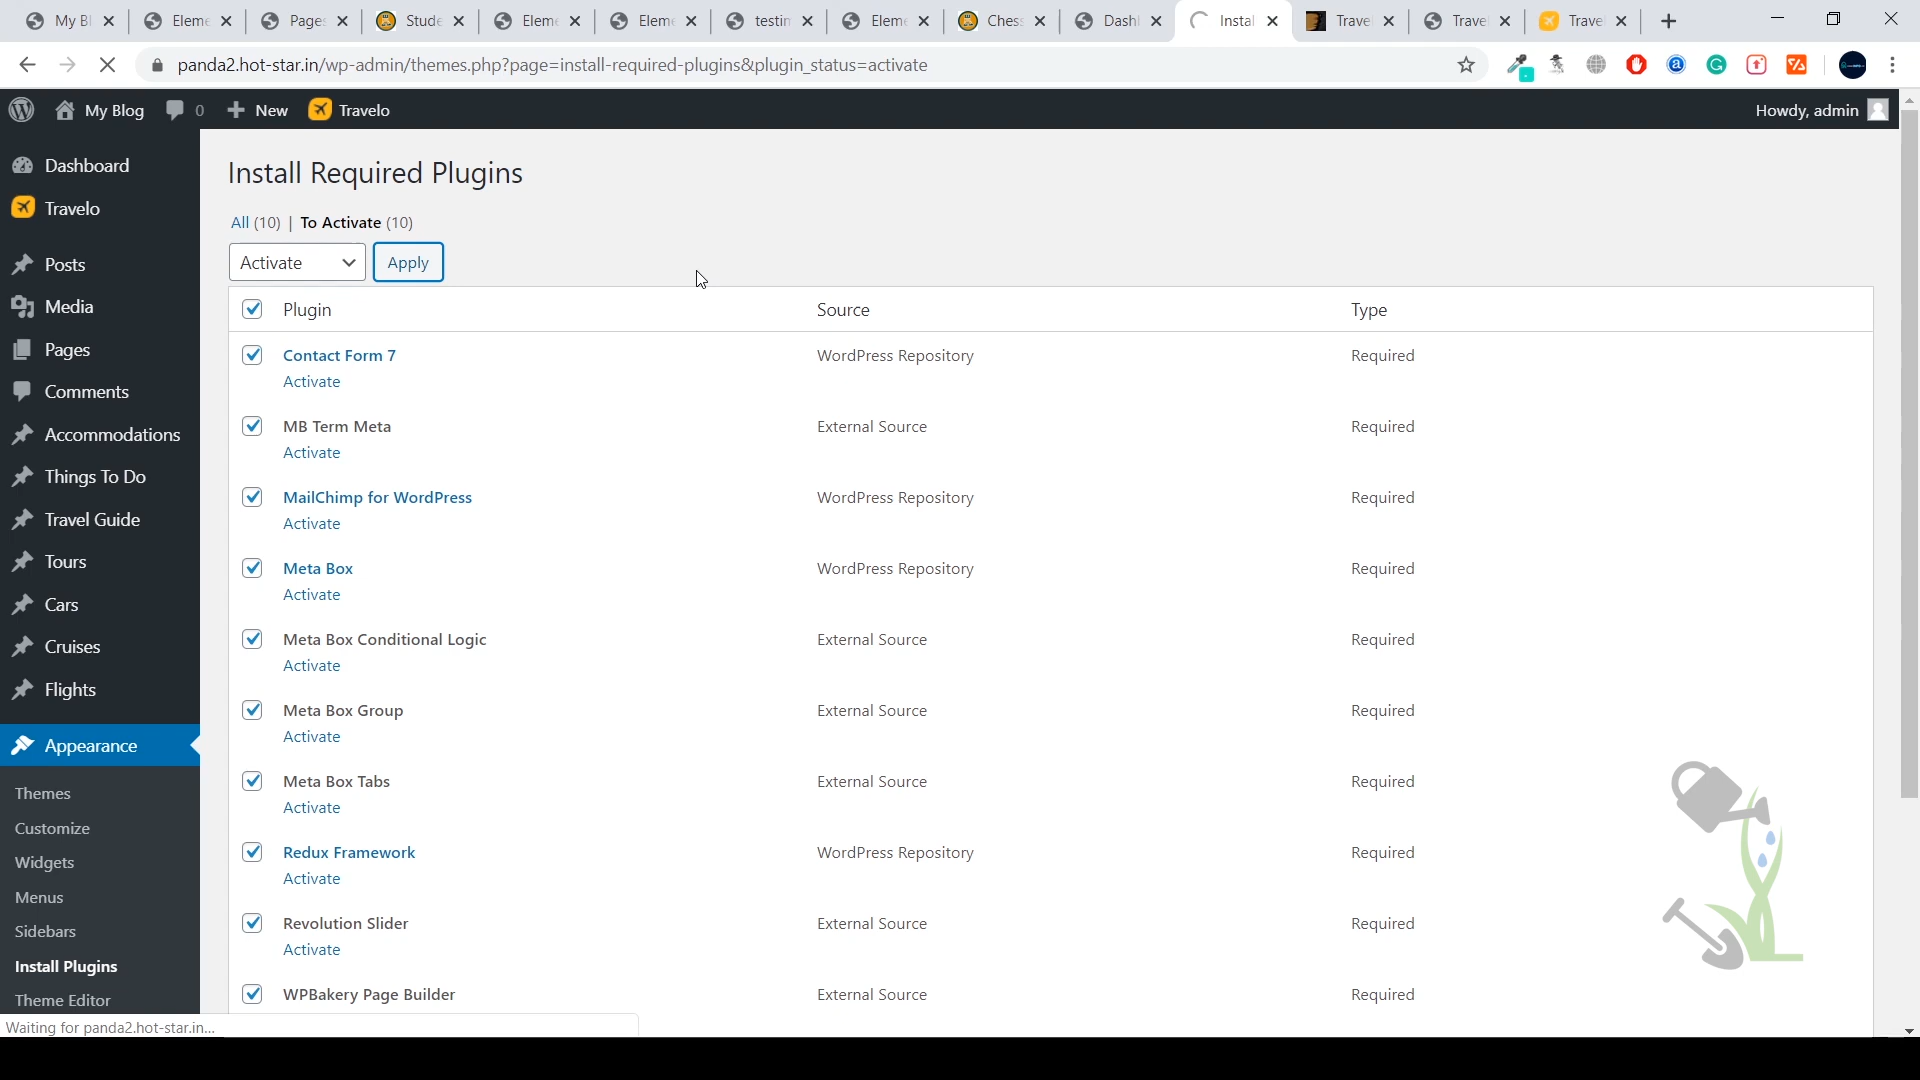 My Bl
Eleme
Pages
Stude
Eleme
Eleme
testin
Eleme
Chess
Dashl
Instal
Trave
Trave
Trave
panda2.hot-star.in/wp-admin/themes.php?page=install-required-plugins&plugin_status=activate
My Blog 0 New Travelo Howdy, admin
Dashboard
Travelo
Posts
Media
Pages
Comments
Accommodations
Things To Do
Travel Guide
Tours
Cars
Cruises
Flights
Appearance
Themes
Customize
Widgets
Menus
Sidebars
Install Plugins
Theme Editor
Install Required Plugins
All (10) | To Activate (10)
Activate Apply
Plugin Source Type
Contact Form 7 WordPress Repository Required
Activate
MB Term Meta External Source Required
Activate
MailChimp for WordPress WordPress Repository Required
Activate
Meta Box WordPress Repository Required
Activate
Meta Box Conditional Logic External Source Required
Activate
Meta Box Group External Source Required
Activate
Meta Box Tabs External Source Required
Activate
Redux Framework WordPress Repository Required
Activate
Revolution Slider External Source Required
Activate
WPBakery Page Builder External Source Required
Waiting for panda2.hot-star.in...